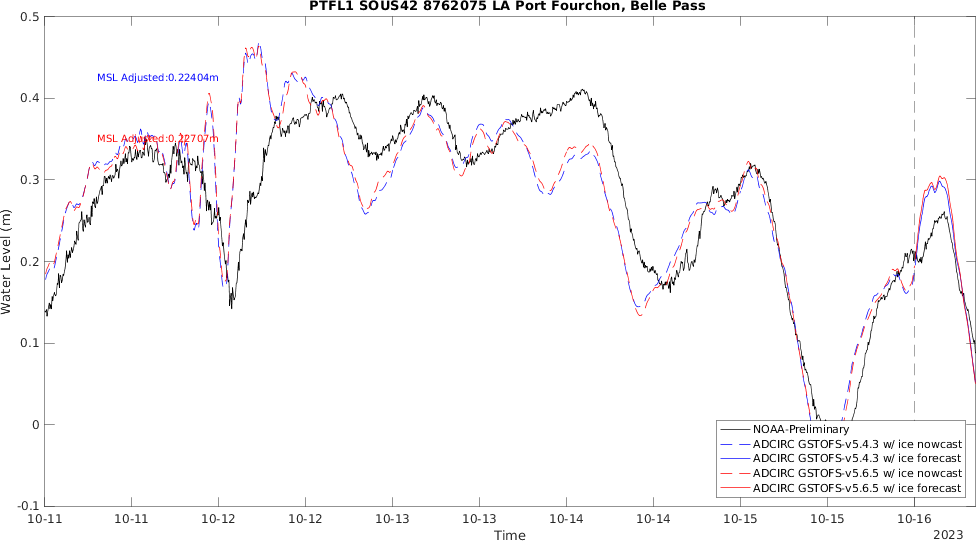 PTFL1 SOUS42 8762075 LA Port Fourchon, Belle Pass
0.5
MSL Adjusted:0.22404m
0.4
MSL Adjusted:0.22707m
0.3
Water Level (m)
0.2
0.1
0
-0.1
NOAA-Preliminary
ADCIRC GSTOFS-v5.4.3 w/ ice nowcast
ADCIRC GSTOFS-v5.4.3 w/ ice forecast
ADCIRC GSTOFS-v5.6.5 w/ ice nowcast
ADCIRC GSTOFS-v5.6.5 w/ ice forecast
10-11 10-11 10-12 10-12 10-13 10-13 10-14 10-14 10-15 10-15 10-16
Time
2023